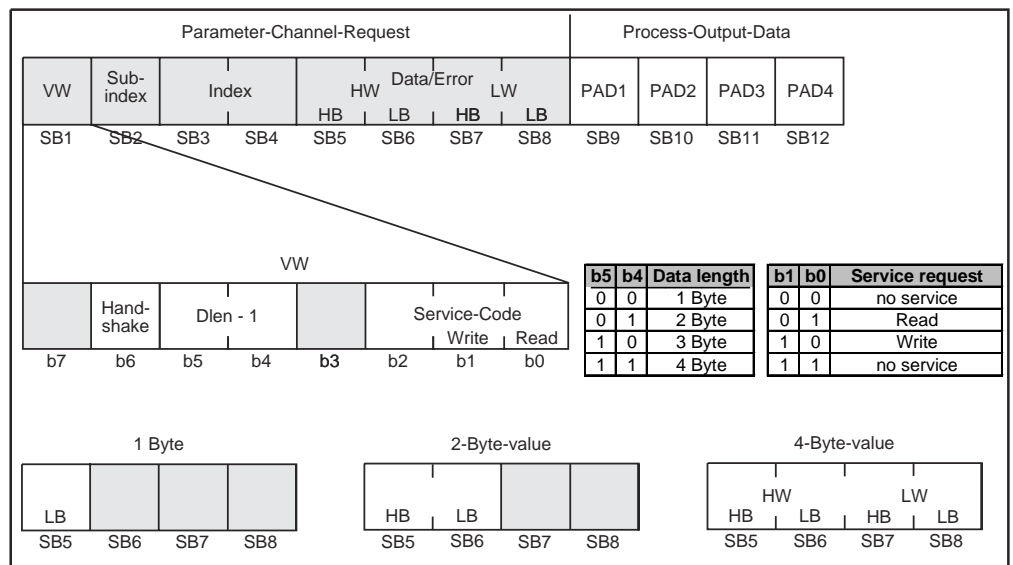 Parameter-Channel-Request Process-Output-Data
VW Sub-index Index HW Data/Error LW PAD1 PAD2 PAD3 PAD4
HB LB HB LB
SB1 SB2 SB3 SB4 SB5 SB6 SB7 SB8 SB9 SB10 SB11 SB12
VW
Hand-shake Dlen - 1 Service-Code
Write Read
b7 b6 b5 b4 b3 b2 b1 b0
b5 b4 Data length
0 0 1 Byte
0 1 2 Byte
1 0 3 Byte
1 1 4 Byte
b1 b0 Service request
0 0 no service
0 1 Read
1 0 Write
1 1 no service
1 Byte
LB
SB5 SB6 SB7 SB8
2-Byte-value
HB LB
SB5 SB6 SB7 SB8
4-Byte-value
HW LW
HB LB HB LB
SB5 SB6 SB7 SB8